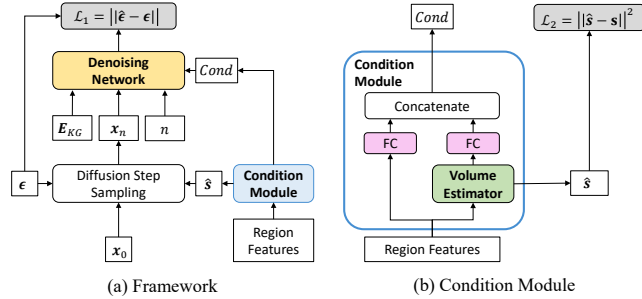 ℒ₁ = ||ε̂ − ε||
Denoising
Network
Cond
E_KG
x_n
n
ε
Diffusion Step
Sampling
ŝ
Condition
Module
x₀
Region
Features
(a) Framework
Cond
ℒ₂ = ||ŝ − s||²
Condition
Module
Concatenate
FC
FC
Volume
Estimator
ŝ
Region Features
(b) Condition Module